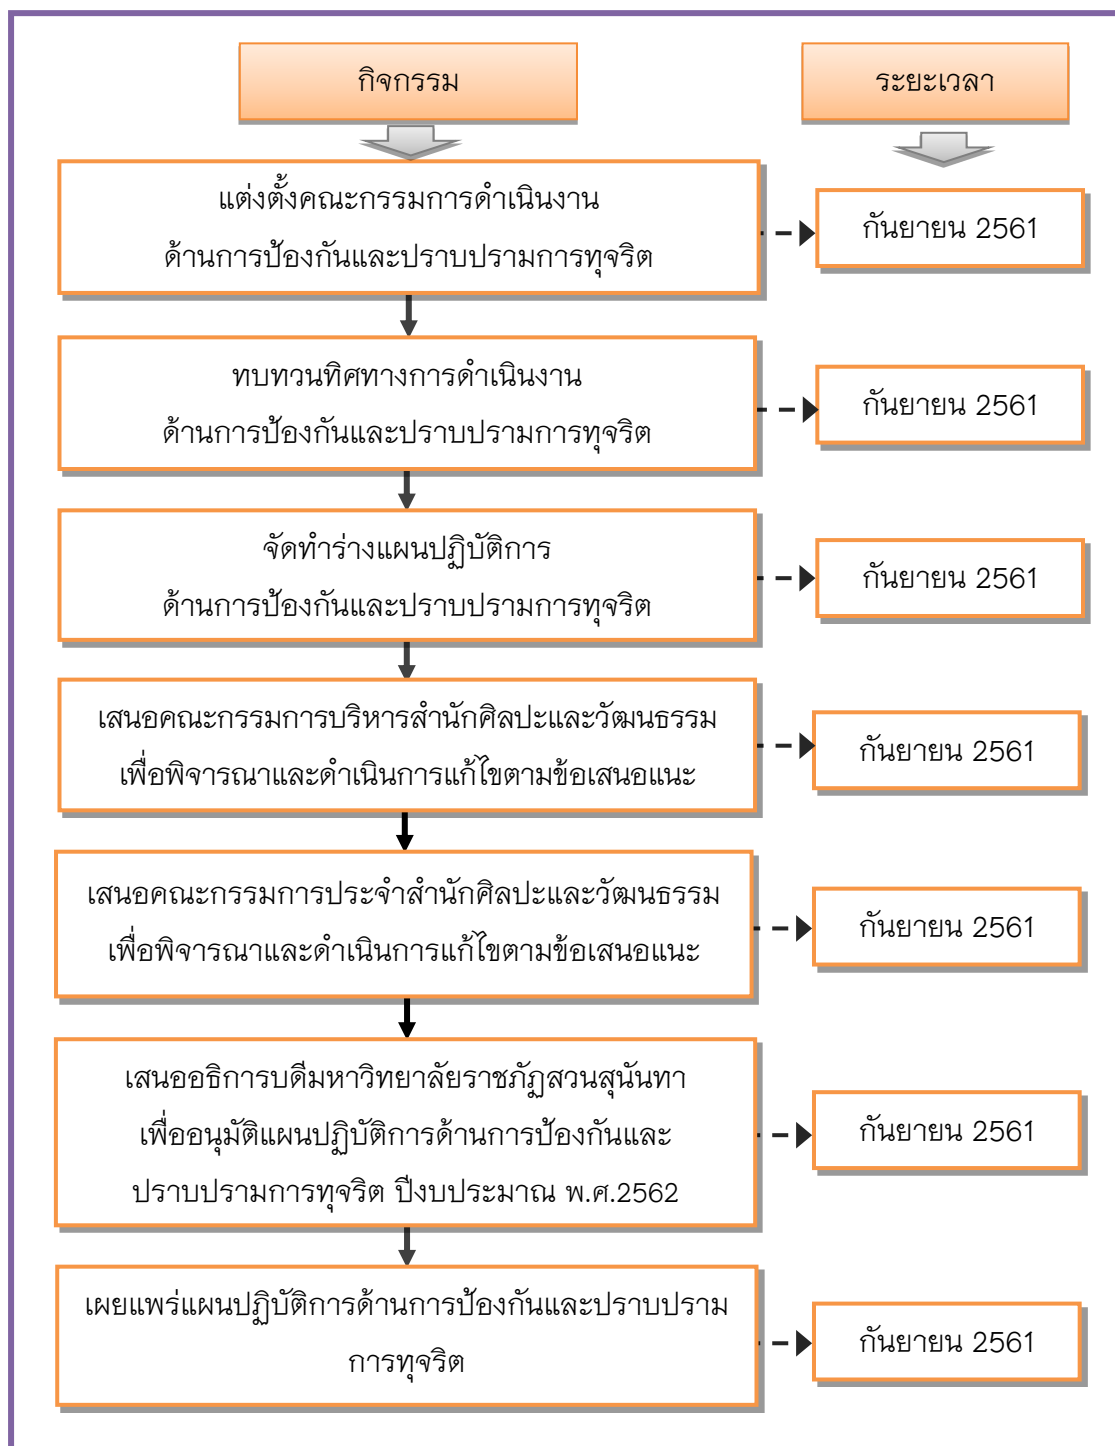 กิจกรรม
ระยะเวลา
แต่งตั้งคณะกรรมการดำเนินงาน
ด้านการป้องกันและปราบปรามการทุจริต
กันยายน 2561
ทบทวนทิศทางการดำเนินงาน
ด้านการป้องกันและปราบปรามการทุจริต
กันยายน 2561
จัดทำร่างแผนปฏิบัติการ
ด้านการป้องกันและปราบปรามการทุจริต
กันยายน 2561
เสนอคณะกรรมการบริหารสำนักศิลปะและวัฒนธรรม
เพื่อพิจารณาและดำเนินการแก้ไขตามข้อเสนอแนะ
กันยายน 2561
เสนอคณะกรรมการประจำสำนักศิลปะและวัฒนธรรม
เพื่อพิจารณาและดำเนินการแก้ไขตามข้อเสนอแนะ
กันยายน 2561
เสนออธิการบดีมหาวิทยาลัยราชภัฏสวนสุนันทา
เพื่ออนุมัติแผนปฏิบัติการด้านการป้องกันและ
ปราบปรามการทุจริต ปีงบประมาณ พ.ศ.2562
กันยายน 2561
เผยแพร่แผนปฏิบัติการด้านการป้องกันและปราบปราม
การทุจริต
กันยายน 2561